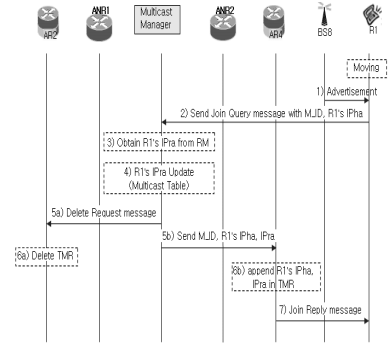 ANR1
Multicast
Manager
ANR2
AR2
AR4
BS8
R1
Moving
1) Advertisement
2) Send Join Query message with M_ID, R1's IPha
3) Obtain R1's IPra from RM
4) R1's IPra Update
(Multicast Table)
5a) Delete Request message
5b) Send M_ID, R1's IPha, IPra
6a) Delete TMR
6b) append R1's IPha,
IPra in TMR
7) Join Reply message